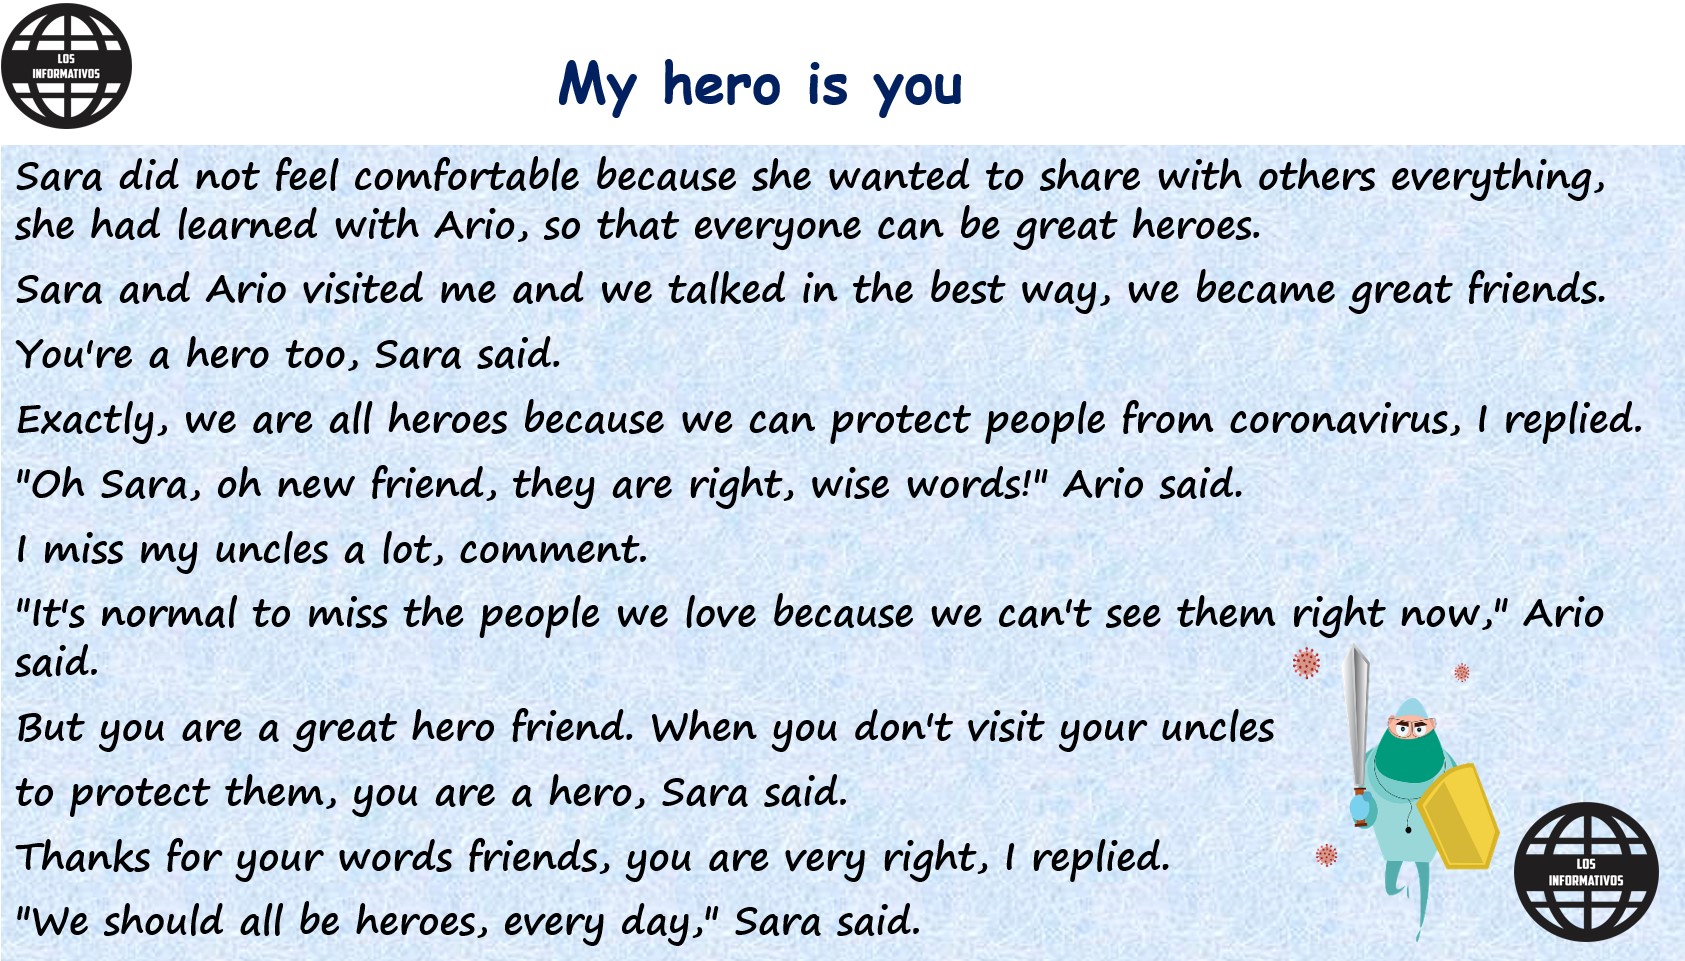 LOS
INFORMATIVOS
My hero is you
Sara did not feel comfortable because she wanted to share with others everything,
she had learned with Ario, so that everyone can be great heroes.
Sara and Ario visited me and we talked in the best way, we became great friends.
You're a hero too, Sara said.
Exactly, we are all heroes because we can protect people from coronavirus, I replied.
"Oh Sara, oh new friend, they are right, wise words!" Ario said.
I miss my uncles a lot, comment.
"It's normal to miss the people we love because we can't see them right now," Ario
said.
But you are a great hero friend. When you don't visit your uncles
to protect them, you are a hero, Sara said.
Thanks for your words friends, you are very right, I replied.
"We should all be heroes, every day," Sara said.
LOS
INFORMATIVOS